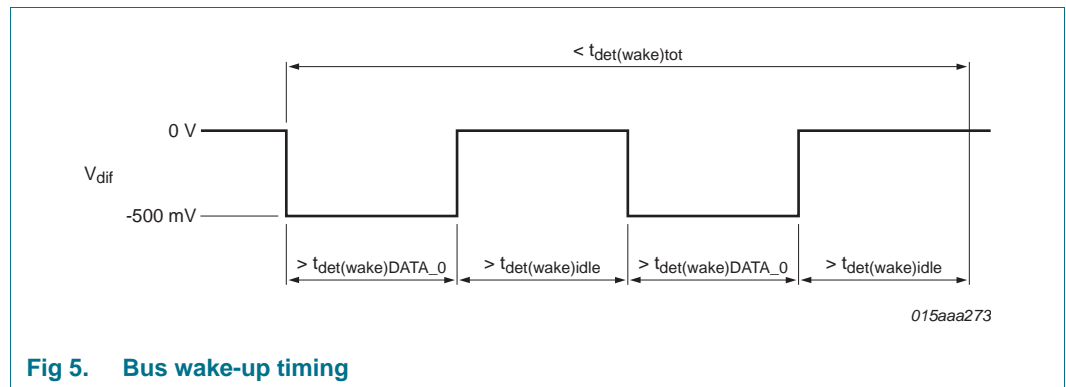 < tdet(wake)tot
0 V
Vdif
-500 mV
> tdet(wake)DATA_0 > tdet(wake)idle > tdet(wake)DATA_0 > tdet(wake)idle
015aaa273
Fig 5. Bus wake-up timing